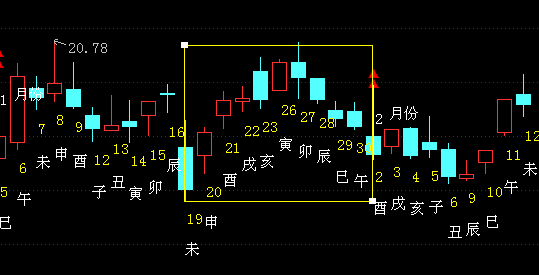 20.78
1 月份
5 巳
6 午
7 未
8 申
9 酉
12 子
13 丑
14 寅
15 卯
16 辰
19 未
20 申
21 酉
22 戌
23 亥
26 寅
27 卯
28 辰
29 巳
30 午
2 月份
2 酉
3 戌
4 亥
5 子
6 丑
9 辰
10 巳
11 午
12 未